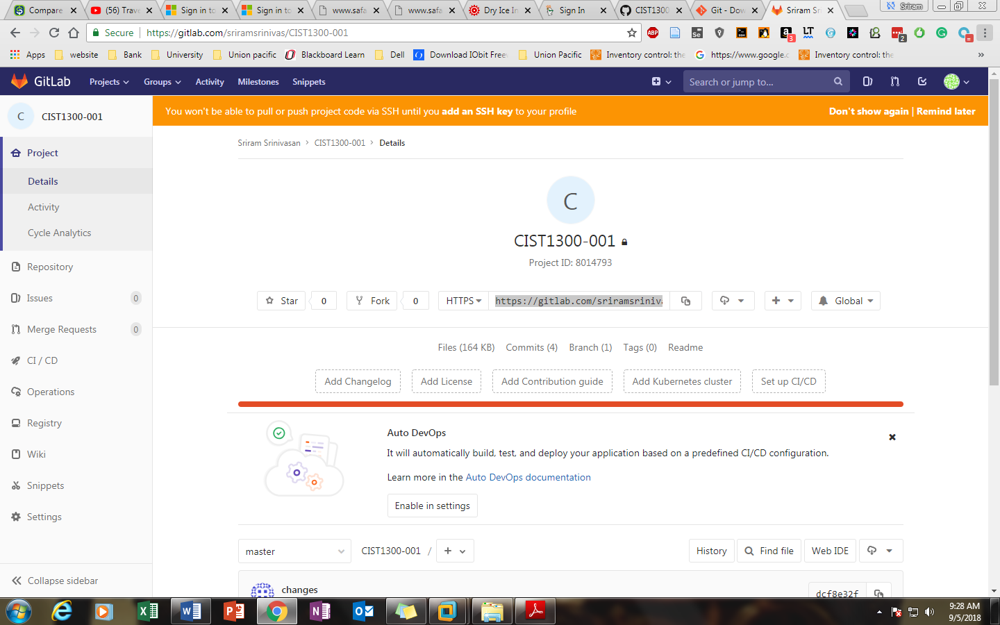 Compare
(56) Trave
Sign in to
Sign in to
www.safa
www.safa
Dry Ice In
Sign In
CIST1300
Git - Dow
Sriram Sri
Sriram
Secure
https://gitlab.com/sriramsrinivas/CIST1300-001
Apps
website
Bank
University
Union pacific
Blackboard Learn
Dell
Download IObit Free
Union Pacific
Inventory control: the
https://www.google.c
Inventory control: the
»
GitLab
Projects
Groups
Activity
Milestones
Snippets
Search or jump to...
C
CIST1300-001
You won't be able to pull or push project code via SSH until you add an SSH key to your profile
Don't show again | Remind later
Project
Details
Activity
Cycle Analytics
Repository
Issues 0
Merge Requests 0
CI / CD
Operations
Registry
Wiki
Snippets
Settings
Collapse sidebar
Sriram Srinivasan > CIST1300-001 > Details
C
CIST1300-001
Project ID: 8014793
Star 0
Fork 0
HTTPS
https://gitlab.com/sriramsriniva
Global
Files (164 KB) Commits (4) Branch (1) Tags (0) Readme
Add Changelog
Add License
Add Contribution guide
Add Kubernetes cluster
Set up CI/CD
Auto DevOps
It will automatically build, test, and deploy your application based on a predefined CI/CD configuration.
Learn more in the Auto DevOps documentation
Enable in settings
master
CIST1300-001 /
History
Find file
Web IDE
changes
dcf8e32f
9:28 AM
9/5/2018